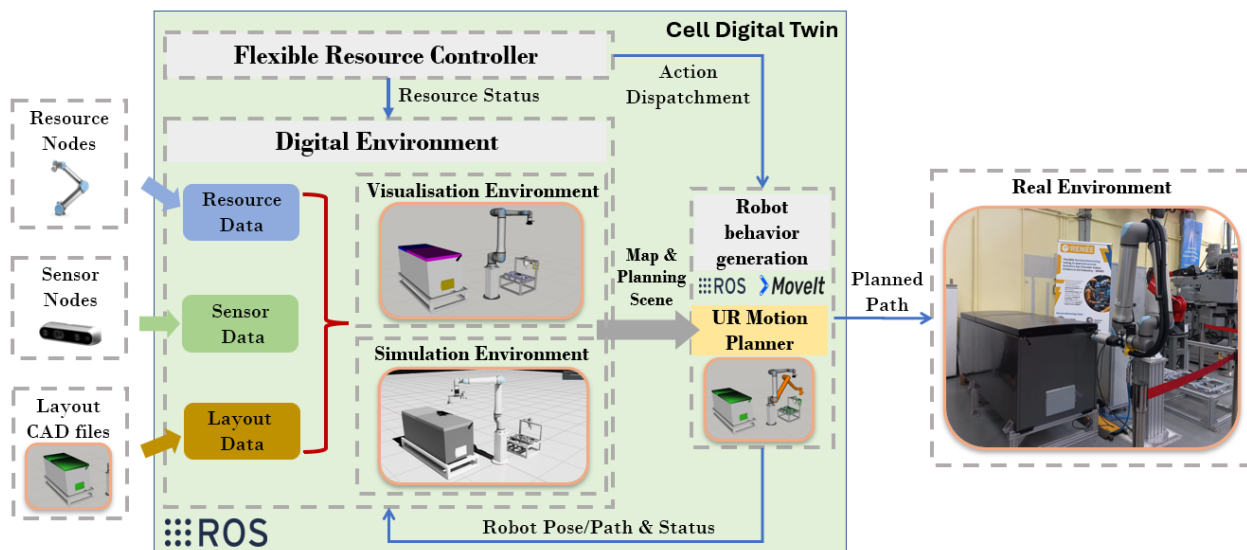 Cell Digital Twin
Flexible Resource Controller
Action
Dispatchment
Resource Status
Resource
Nodes
Digital Environment
Resource
Data
Visualisation Environment
Real Environment
Robot
behavior
generation
Map &
Planning
Scene
ROS
MoveIt
Planned
Path
Sensor
Nodes
Sensor
Data
UR Motion
Planner
Simulation Environment
Layout
CAD files
Layout
Data
RENEE
Robot Pose/Path & Status
ROS